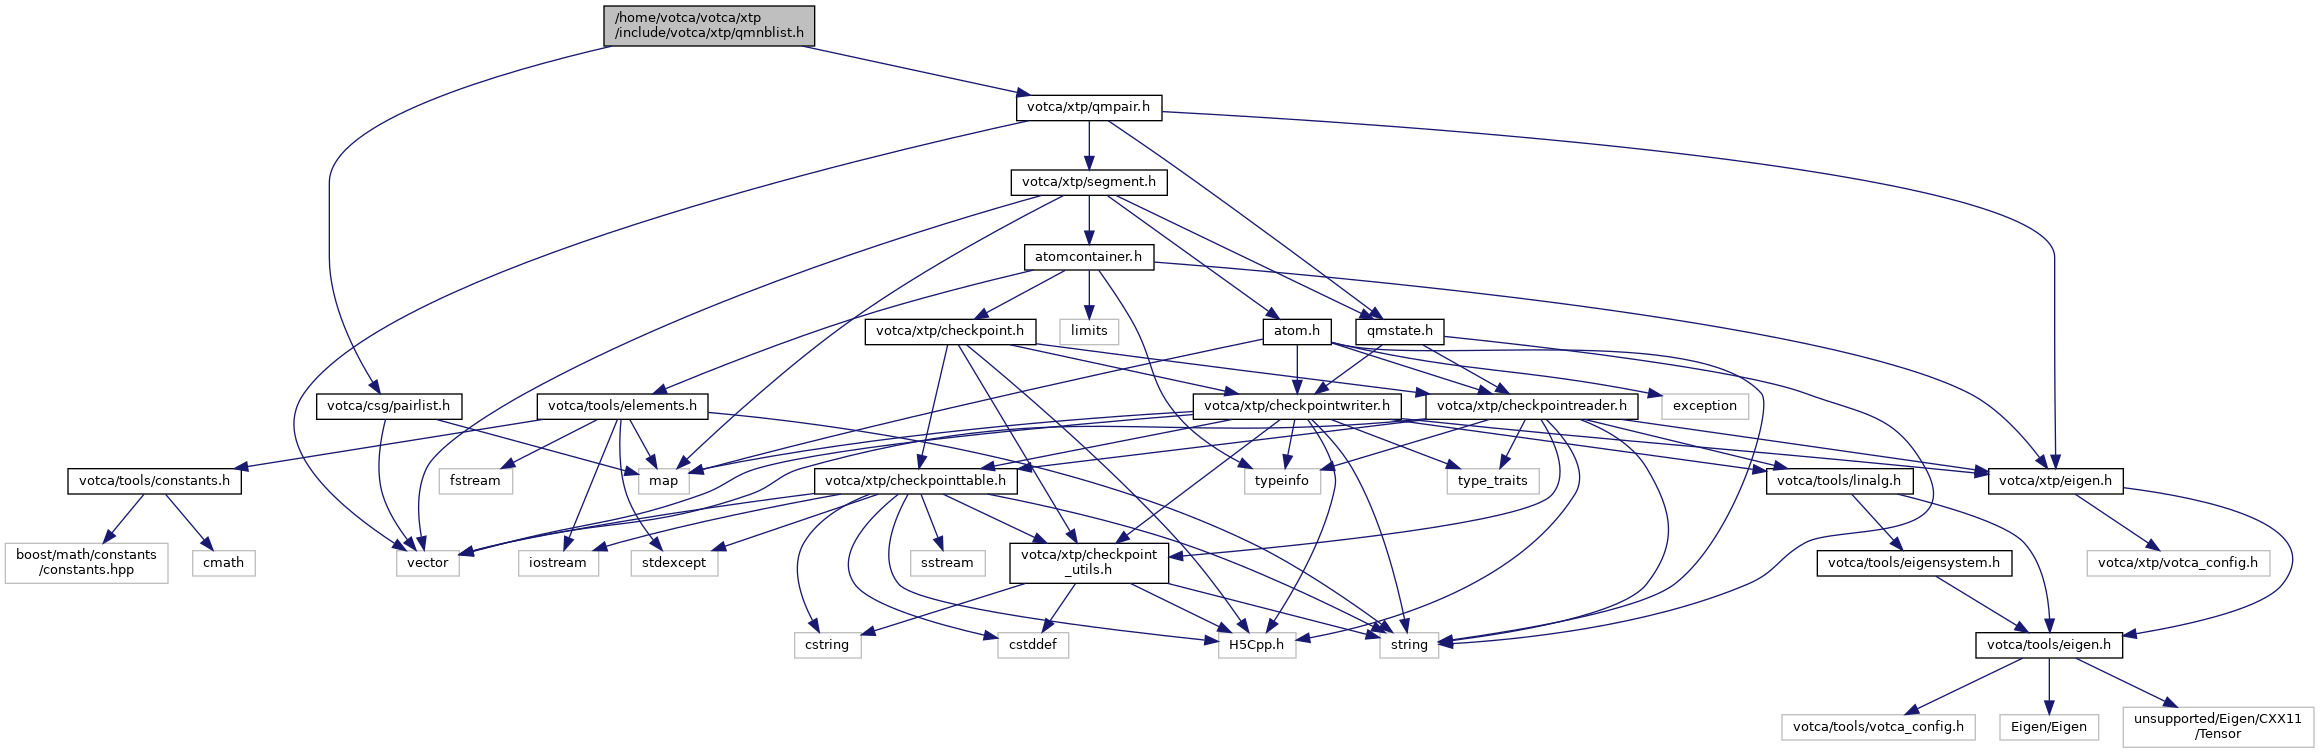 /home/votca/votca/xtp
/include/votca/xtp/qmnblist.h
votca/xtp/qmpair.h
votca/xtp/segment.h
atomcontainer.h
votca/xtp/checkpoint.h
limits
atom.h
qmstate.h
votca/csg/pairlist.h
votca/tools/elements.h
votca/xtp/checkpointwriter.h
votca/xtp/checkpointreader.h
exception
votca/tools/constants.h
fstream
map
votca/xtp/checkpointtable.h
typeinfo
type_traits
votca/tools/linalg.h
votca/xtp/eigen.h
boost/math/constants
/constants.hpp
cmath
vector
iostream
stdexcept
sstream
votca/xtp/checkpoint
_utils.h
votca/tools/eigensystem.h
votca/xtp/votca_config.h
cstring
cstddef
H5Cpp.h
string
votca/tools/eigen.h
votca/tools/votca_config.h
Eigen/Eigen
unsupported/Eigen/CXX11
/Tensor